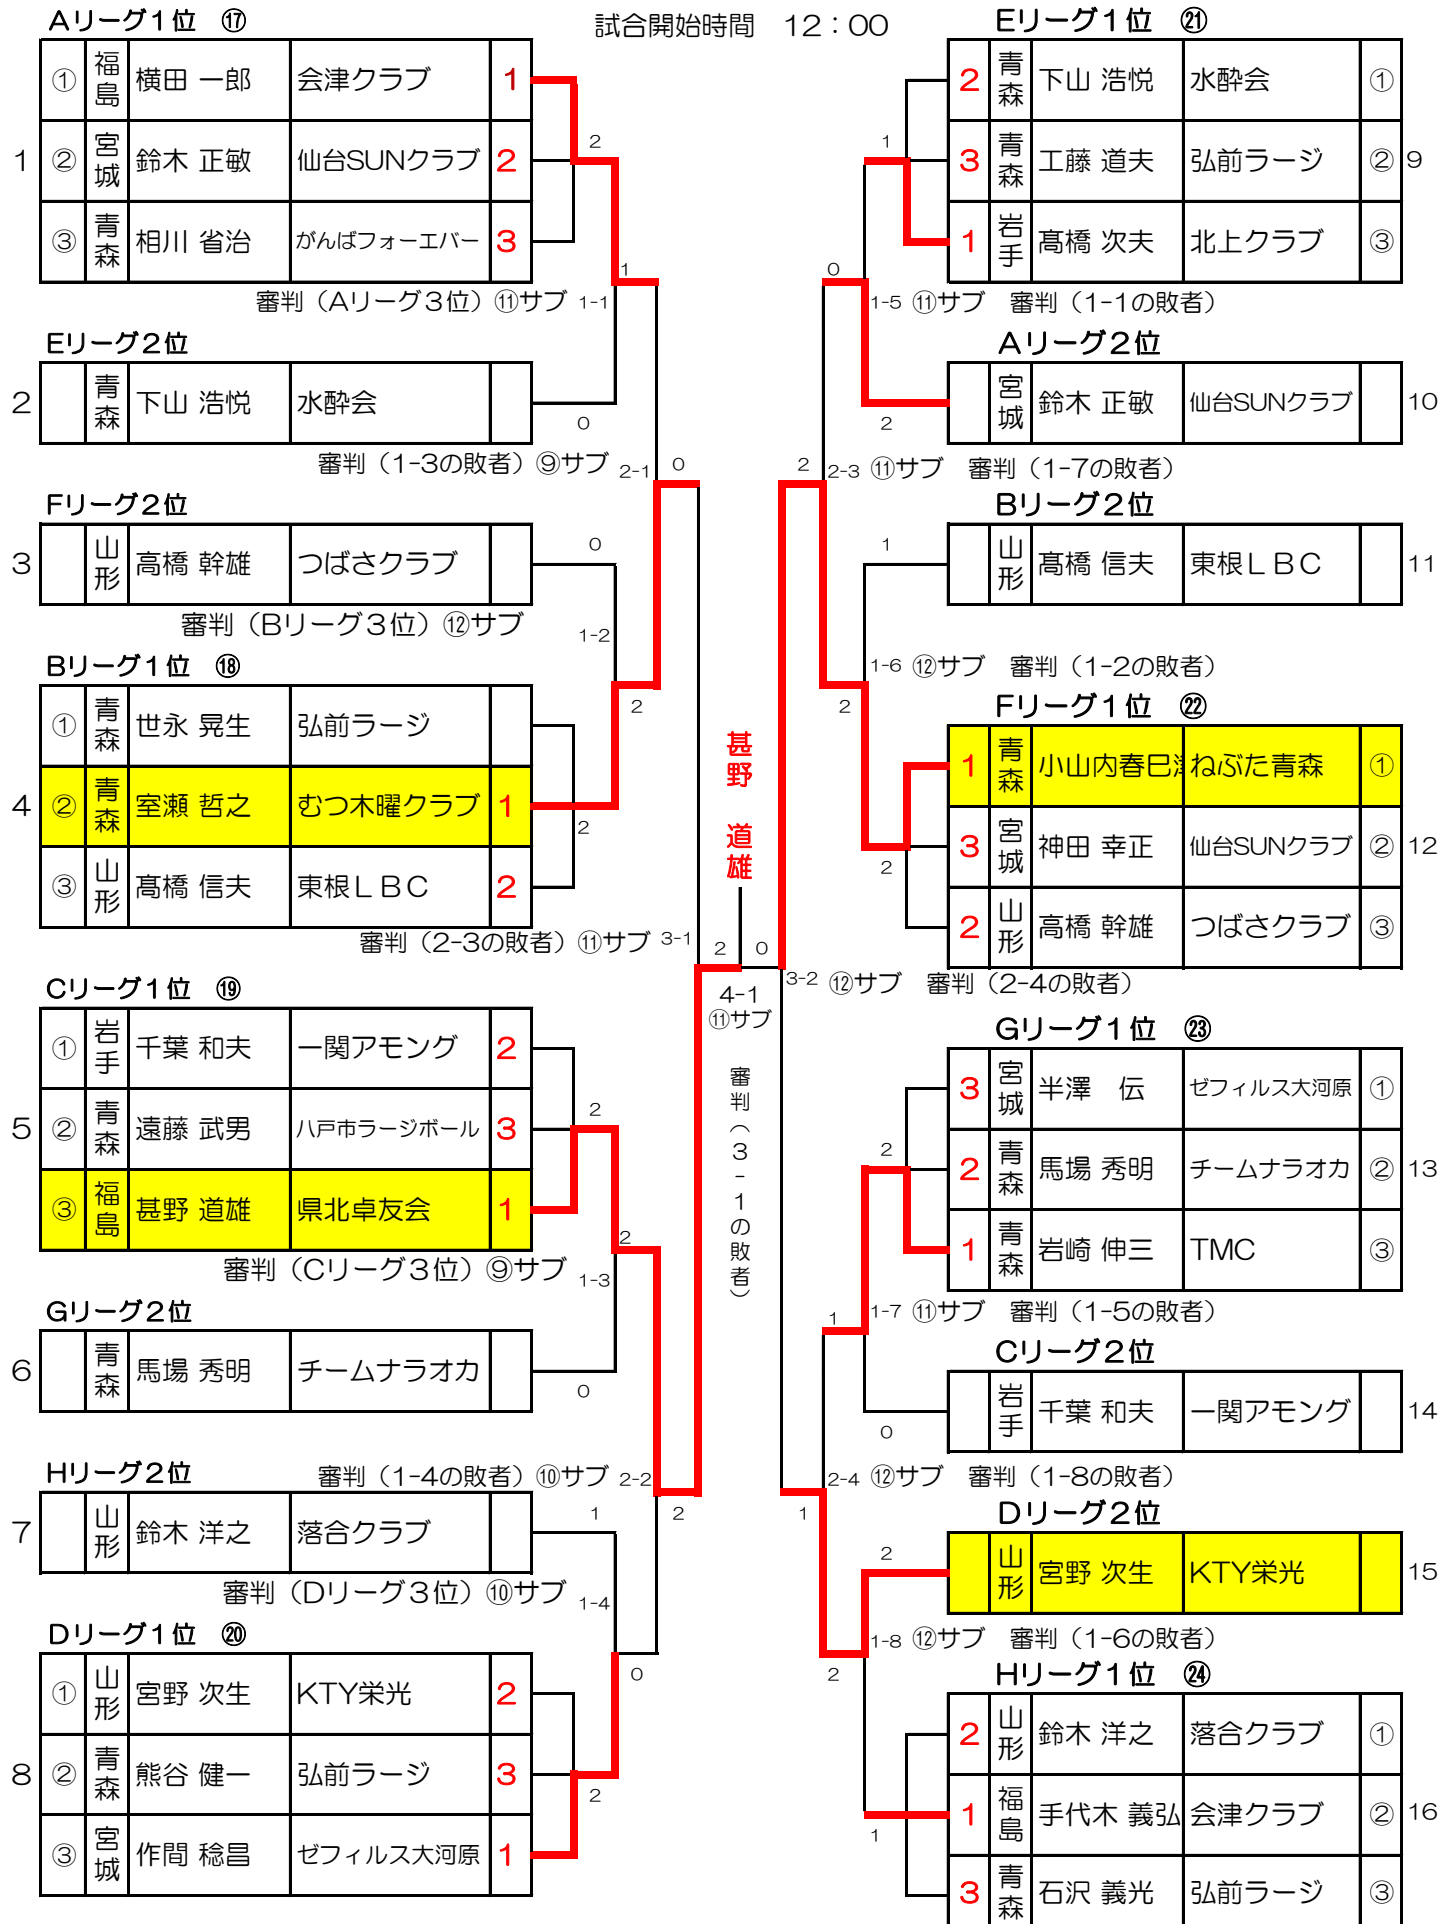 試合開始時間　12：00
Aリーグ1位　⑰
1
① 福島 横田 一郎 会津クラブ 1
② 宮城 鈴木 正敏 仙台SUNクラブ 2
③ 青森 相川 省治 がんばフォーエバー 3
2
1
審判（Aリーグ3位）⑪サブ 1-1
Eリーグ2位
2 青森 下山 浩悦 水酔会
0
審判（1-3の敗者）⑨サブ 2-1 0
Fリーグ2位
3 山形 高橋 幹雄 つばさクラブ
0
審判（Bリーグ3位）⑫サブ 1-2
Bリーグ1位　⑱
2
4
① 青森 世永 晃生 弘前ラージ
② 青森 室瀬 哲之 むつ木曜クラブ 1
③ 山形 髙橋 信夫 東根LBC 2
2
審判（2-3の敗者）⑪サブ 3-1
Cリーグ1位　⑲
5
① 岩手 千葉 和夫 一関アモング 2
② 青森 遠藤 武男 八戸市ラージボール 3
③ 福島 甚野 道雄 県北卓友会 1
2
2
審判（Cリーグ3位）⑨サブ 1-3
Gリーグ2位
6 青森 馬場 秀明 チームナラオカ
0
Hリーグ2位
審判（1-4の敗者）⑩サブ 2-2
2
7 山形 鈴木 洋之 落合クラブ
1
審判（Dリーグ3位）⑩サブ 1-4
Dリーグ1位　⑳
0
8
① 山形 宮野 次生 KTY栄光 2
② 青森 熊谷 健一 弘前ラージ 3
③ 宮城 作間 稔昌 ゼフィルス大河原 1
2
甚野　道雄
2 0
4-1
⑪サブ
審判（3-1の敗者）
Eリーグ1位　㉑
9
2 青森 下山 浩悦 水酔会 ①
3 青森 工藤 道夫 弘前ラージ ②
1 岩手 髙橋 次夫 北上クラブ ③
1
0
1-5 ⑪サブ　審判（1-1の敗者）
Aリーグ2位
宮城 鈴木 正敏 仙台SUNクラブ 10
2
2 2-3 ⑪サブ　審判（1-7の敗者）
Bリーグ2位
山形 髙橋 信夫 東根LBC 11
1
1-6 ⑫サブ　審判（1-2の敗者）
Fリーグ1位　㉒
2
12
1 青森 小山内春巳 ねぶた青森 ①
3 宮城 神田 幸正 仙台SUNクラブ ②
2 山形 高橋 幹雄 つばさクラブ ③
2
3-2 ⑫サブ　審判（2-4の敗者）
Gリーグ1位　㉓
13
3 宮城 半澤　伝 ゼフィルス大河原 ①
2 青森 馬場 秀明 チームナラオカ ②
1 青森 岩崎 伸三 TMC ③
2
1
1-7 ⑪サブ　審判（1-5の敗者）
Cリーグ2位
岩手 千葉 和夫 一関アモング 14
0
1 2-4 ⑫サブ　審判（1-8の敗者）
Dリーグ2位
山形 宮野 次生 KTY栄光 15
2
1-8 ⑫サブ　審判（1-6の敗者）
Hリーグ1位　㉔
2
16
2 山形 鈴木 洋之 落合クラブ ①
1 福島 手代木 義弘 会津クラブ ②
3 青森 石沢 義光 弘前ラージ ③
1